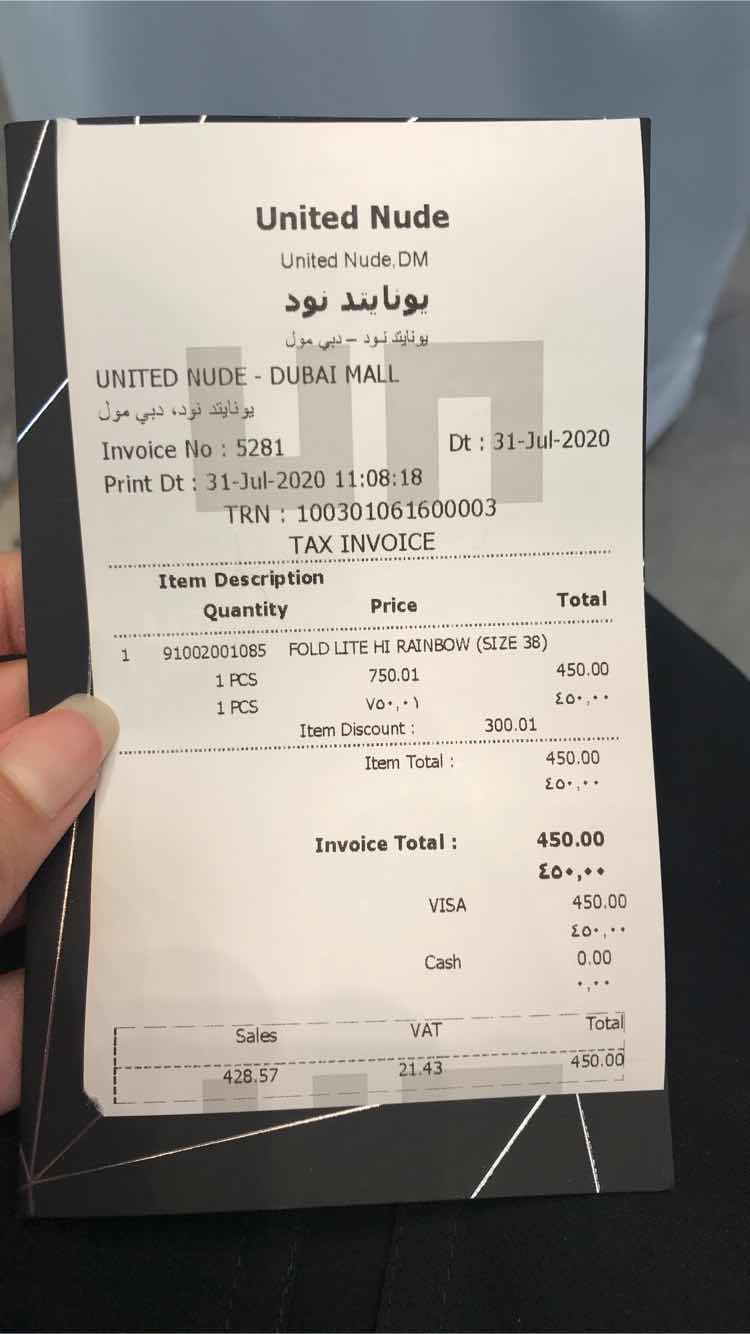 United Nude
United Nude,DM
يونايتد نود
يونايتد نود – دبي مول
UNITED NUDE - DUBAI MALL
يونايتد نود، دبي مول
Invoice No : 5281 Dt : 31-Jul-2020
Print Dt : 31-Jul-2020 11:08:18
TRN : 100301061600003
TAX INVOICE
Item Description
Quantity Price Total
1 91002001085 FOLD LITE HI RAINBOW (SIZE 38)
1 PCS 750.01 450.00
1 PCS ٧٥٠,٠١ ٤٥٠,٠٠
Item Discount : 300.01
Item Total : 450.00
٤٥٠,٠٠
Invoice Total : 450.00
٤٥٠,٠٠
VISA 450.00
٤٥٠,٠٠
Cash 0.00
٠,٠٠
Sales VAT Total
428.57 21.43 450.00